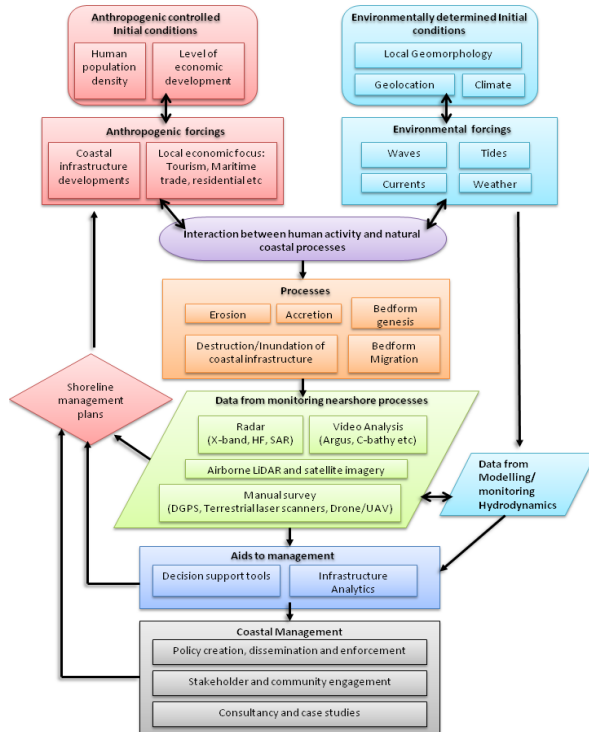 Anthropogenic controlled
Initial conditions
Human
population
density
Level of
economic
development
Environmentally determined Initial
conditions
Local Geomorphology
Geolocation
Climate
Anthropogenic forcings
Coastal
infrastructure
developments
Local economic focus:
Tourism, Maritime
trade, residential etc
Environmental forcings
Waves
Tides
Currents
Weather
Interaction between human activity and natural
coastal processes
Processes
Erosion
Accretion
Bedform
genesis
Destruction/Inundation of
coastal infrastructure
Bedform
Migration
Shoreline
management
plans
Data from monitoring nearshore processes
Radar
(X-band, HF, SAR)
Video Analysis
(Argus, C-bathy etc)
Airborne LiDAR and satellite imagery
Manual survey
(DGPS, Terrestrial laser scanners, Drone/UAV)
Data from
Modelling/
monitoring
Hydrodynamics
Aids to management
Decision support tools
Infrastructure
Analytics
Coastal Management
Policy creation, dissemination and enforcement
Stakeholder and community engagement
Consultancy and case studies